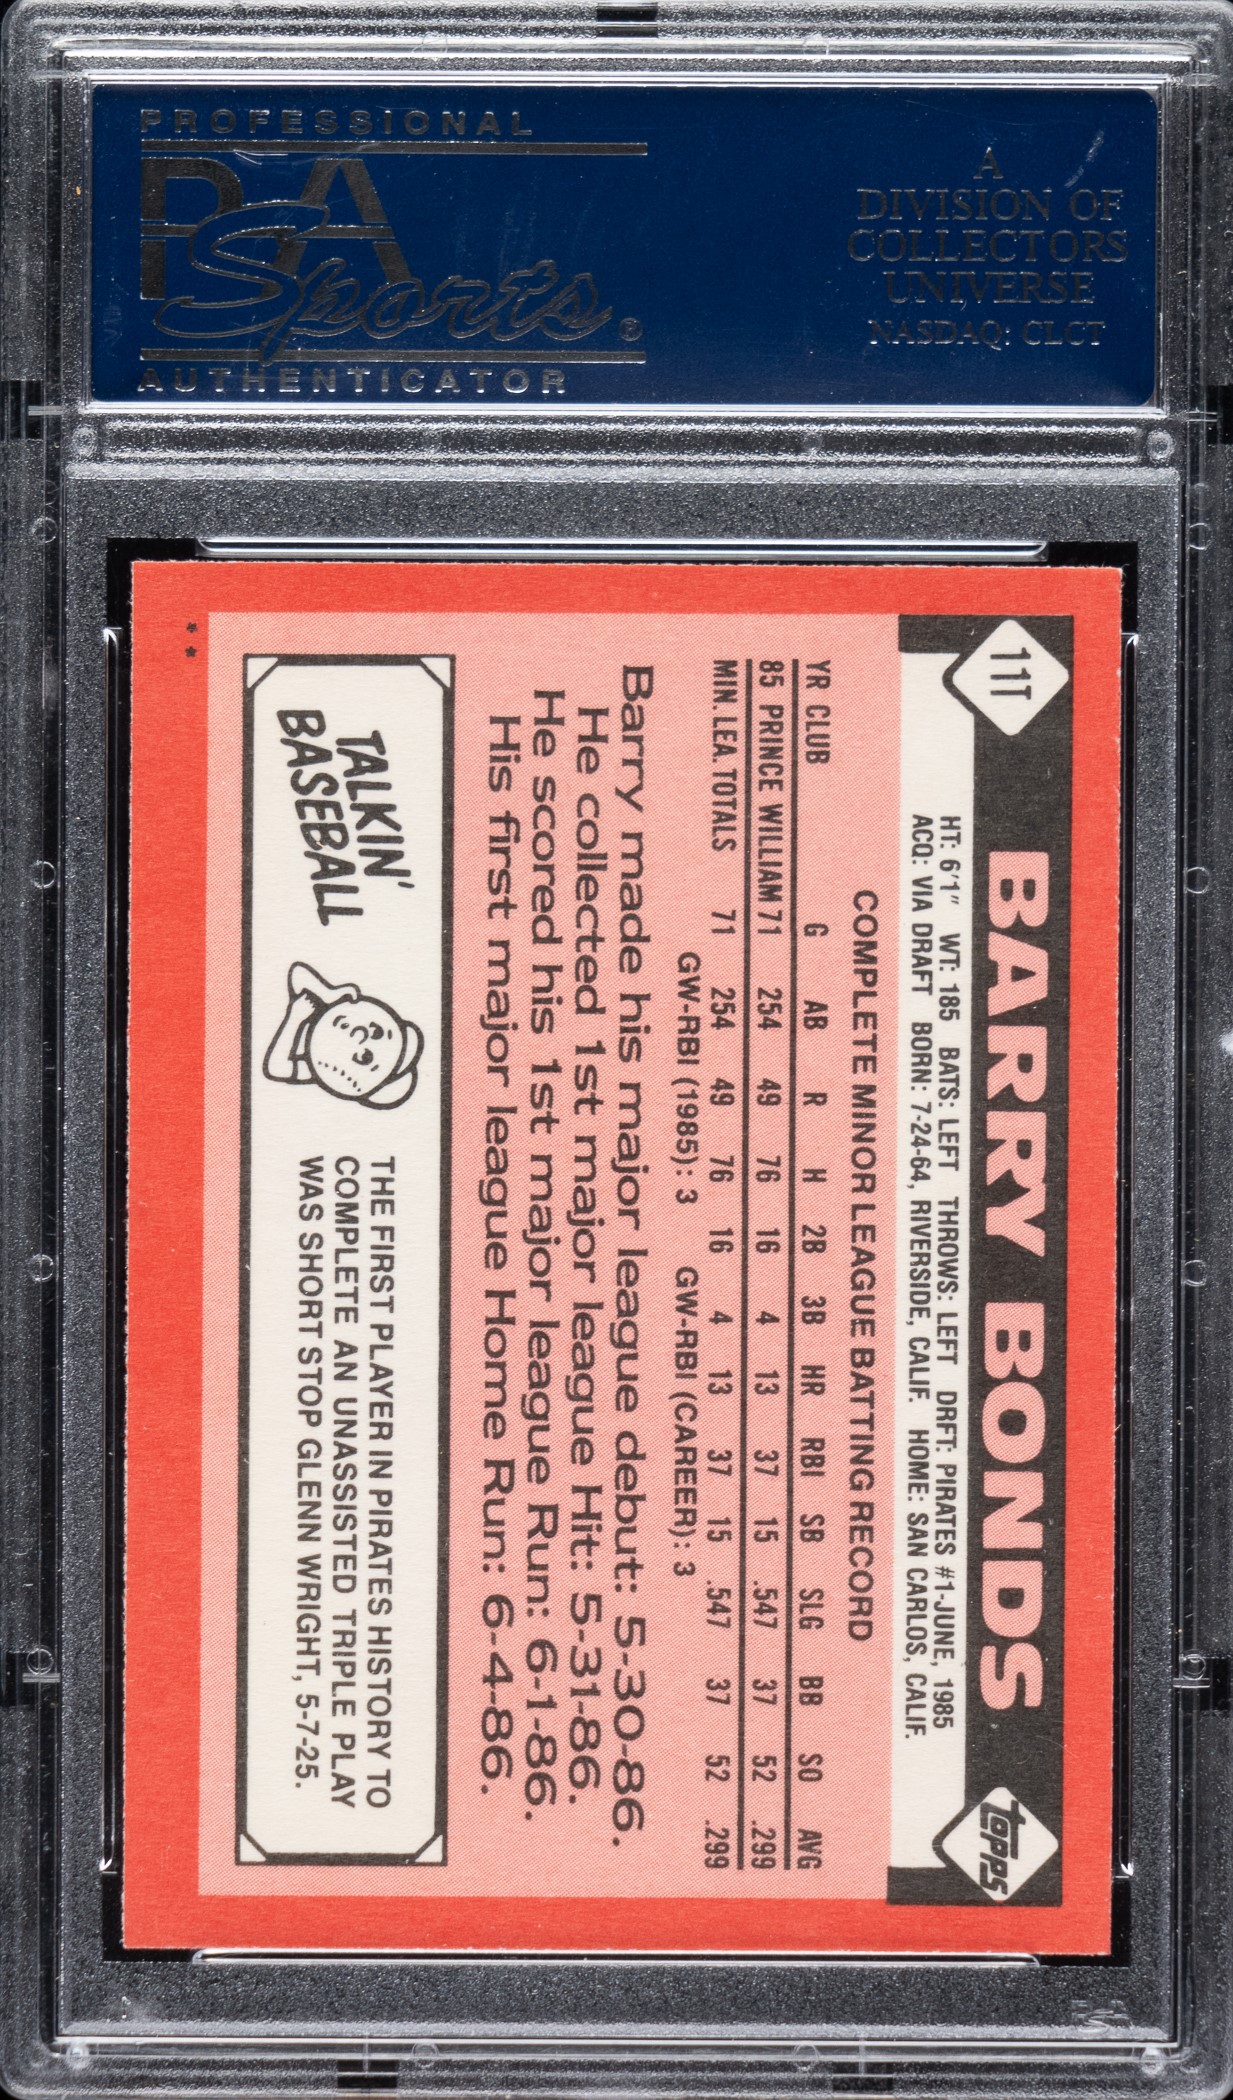 PROFESSIONAL
PSA
Sports®
AUTHENTICATOR
A
DIVISION OF
COLLECTORS
UNIVERSE
NASDAQ: CLCT
11T
BARRY BONDS
topps
HT: 6'1" WT: 185 BATS: LEFT THROWS: LEFT DRFT: PIRATES #1-JUNE, 1985
ACQ: VIA DRAFT BORN: 7-24-64, RIVERSIDE, CALIF. HOME: SAN CARLOS, CALIF.
COMPLETE MINOR LEAGUE BATTING RECORD
YR CLUB G AB R H 2B 3B HR RBI SB SLG BB SO AVG
85 PRINCE WILLIAM 71 254 49 76 16 4 13 37 15 .547 37 52 .299
MIN. LEA. TOTALS 71 254 49 76 16 4 13 37 15 .547 37 52 .299
GW-RBI (1985): 3 GW-RBI (CAREER): 3
Barry made his major league debut: 5-30-86.
He collected 1st major league Hit: 5-31-86.
He scored his 1st major league Run: 6-1-86.
His first major league Home Run: 6-4-86.
TALKIN'
BASEBALL
THE FIRST PLAYER IN PIRATES HISTORY TO
COMPLETE AN UNASSISTED TRIPLE PLAY
WAS SHORT STOP GLENN WRIGHT, 5-7-25.
**